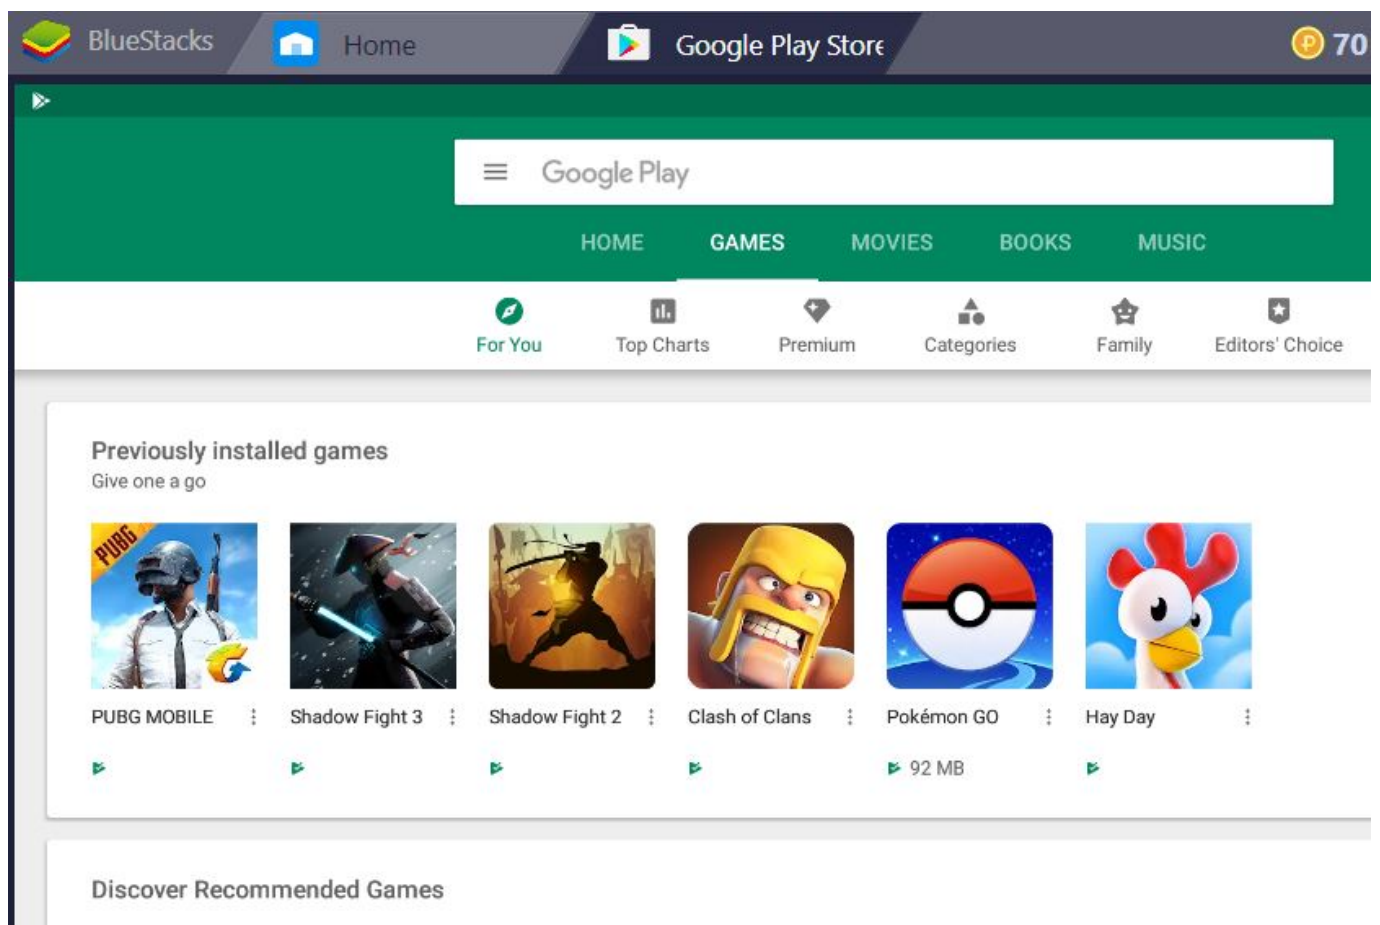 BlueStacks
Home
Google Play Store
70
Google Play
HOME GAMES MOVIES BOOKS MUSIC
For You Top Charts Premium Categories Family Editors' Choice
Previously installed games
Give one a go
PUBG
PUBG MOBILE Shadow Fight 3 Shadow Fight 2 Clash of Clans Pokémon GO Hay Day
92 MB
Discover Recommended Games